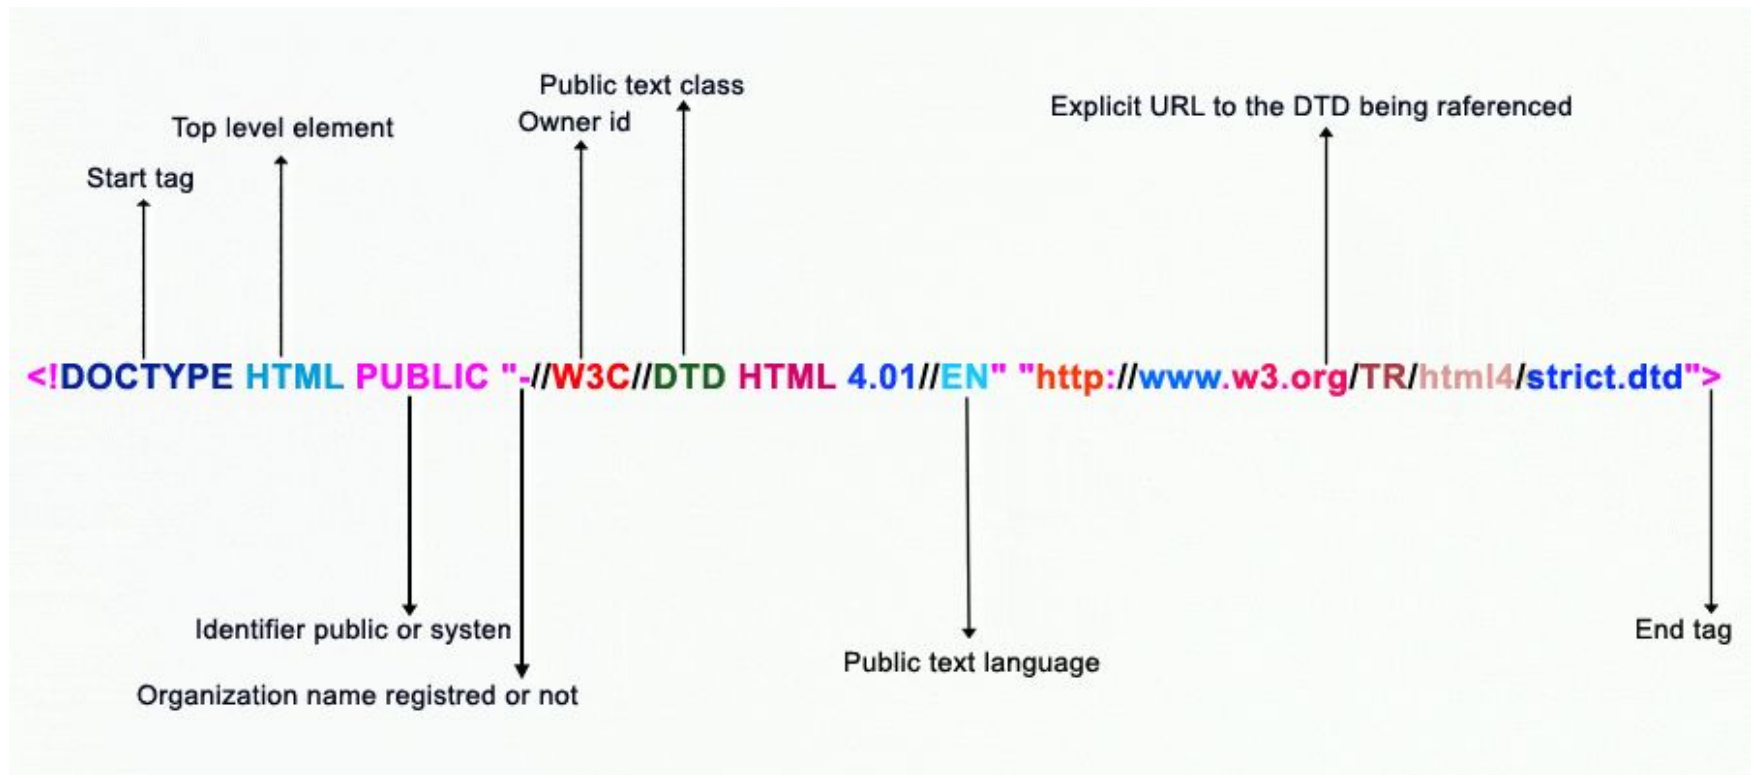 Public text class
Owner id
Explicit URL to the DTD being raferenced
Top level element
Start tag
<!DOCTYPE HTML PUBLIC "-//W3C//DTD HTML 4.01//EN" "http://www.w3.org/TR/html4/strict.dtd">
Identifier public or systen
End tag
Public text language
Organization name registred or not